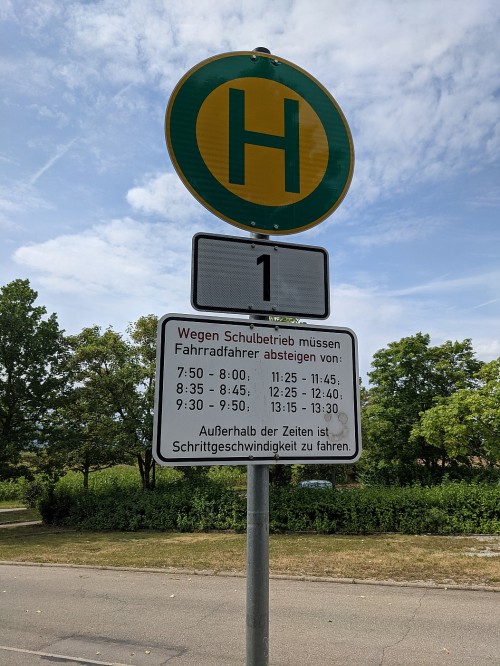 H
1
Wegen Schulbetrieb müssen
Fahrradfahrer absteigen von:
7:50 - 8:00; 11:25 - 11:45;
8:35 - 8:45; 12:25 - 12:40;
9:30 - 9:50; 13:15 - 13:30.
Außerhalb der Zeiten ist
Schrittgeschwindigkeit zu fahren.